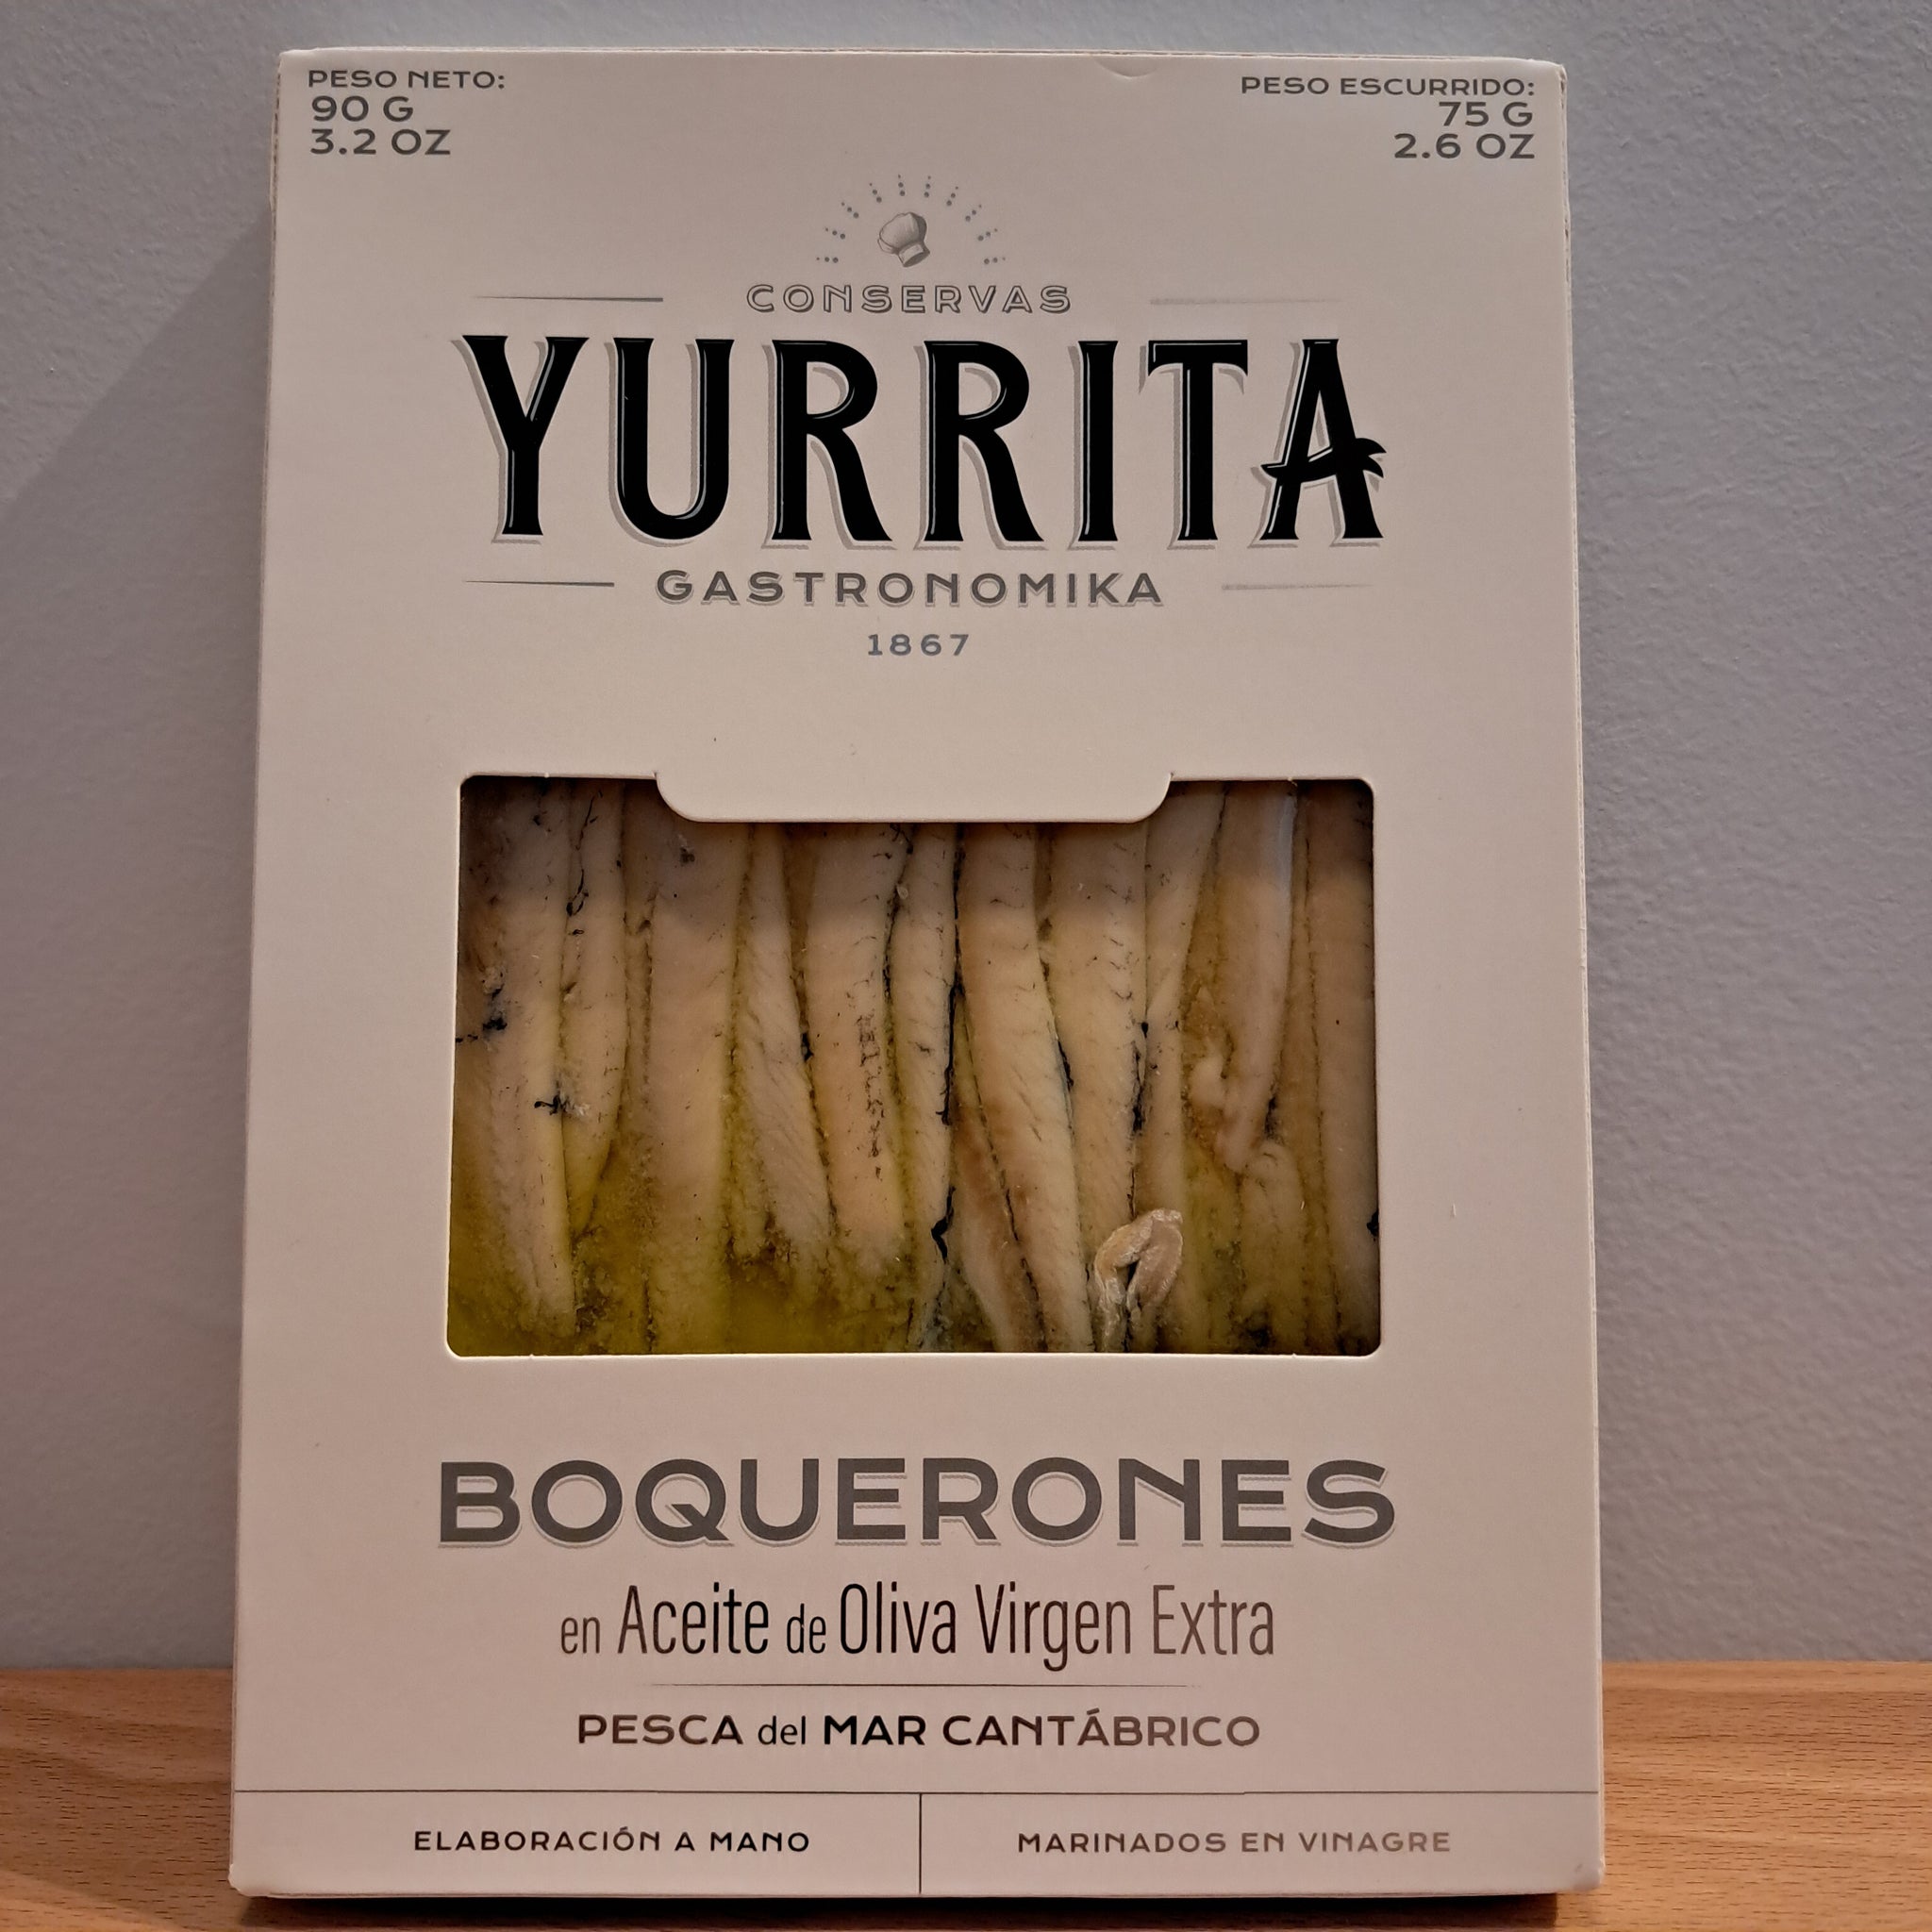 PESO NETO:
90 G
3.2 OZ
PESO ESCURRIDO:
75 G
2.6 OZ
CONSERVAS
YURRITA
GASTRONOMIKA
1867
BOQUERONES
en Aceite de Oliva Virgen Extra
PESCA del MAR CANTÁBRICO
ELABORACIÓN A MANO
MARINADOS EN VINAGRE